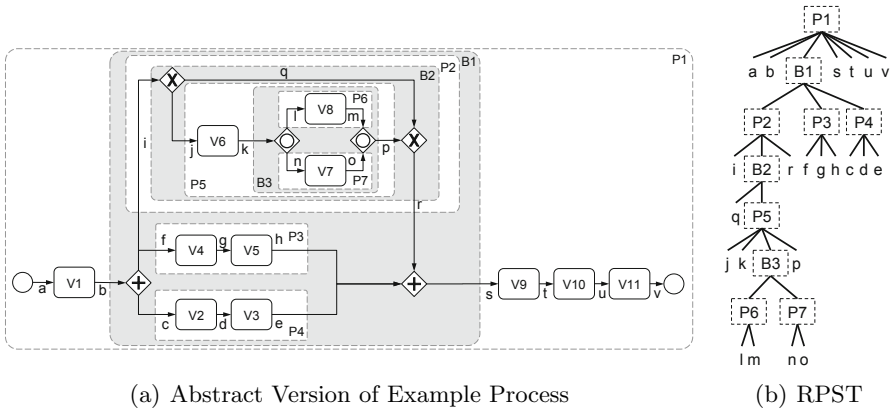 P1
B1
P2
B2
q
P6
V8
l
m
i
V6
j
k
p
n
V7
o
P7
B3
P5
r
P3
f
V4
g
V5
h
a
V1
b
s
V9
t
V10
u
V11
v
c
V2
d
V3
e
P4
(a) Abstract Version of Example Process
P1
a b B1 s t u v
P2 P3 P4
i B2 r f g h c d e
q P5
j k B3 p
P6 P7
l m n o
(b) RPST